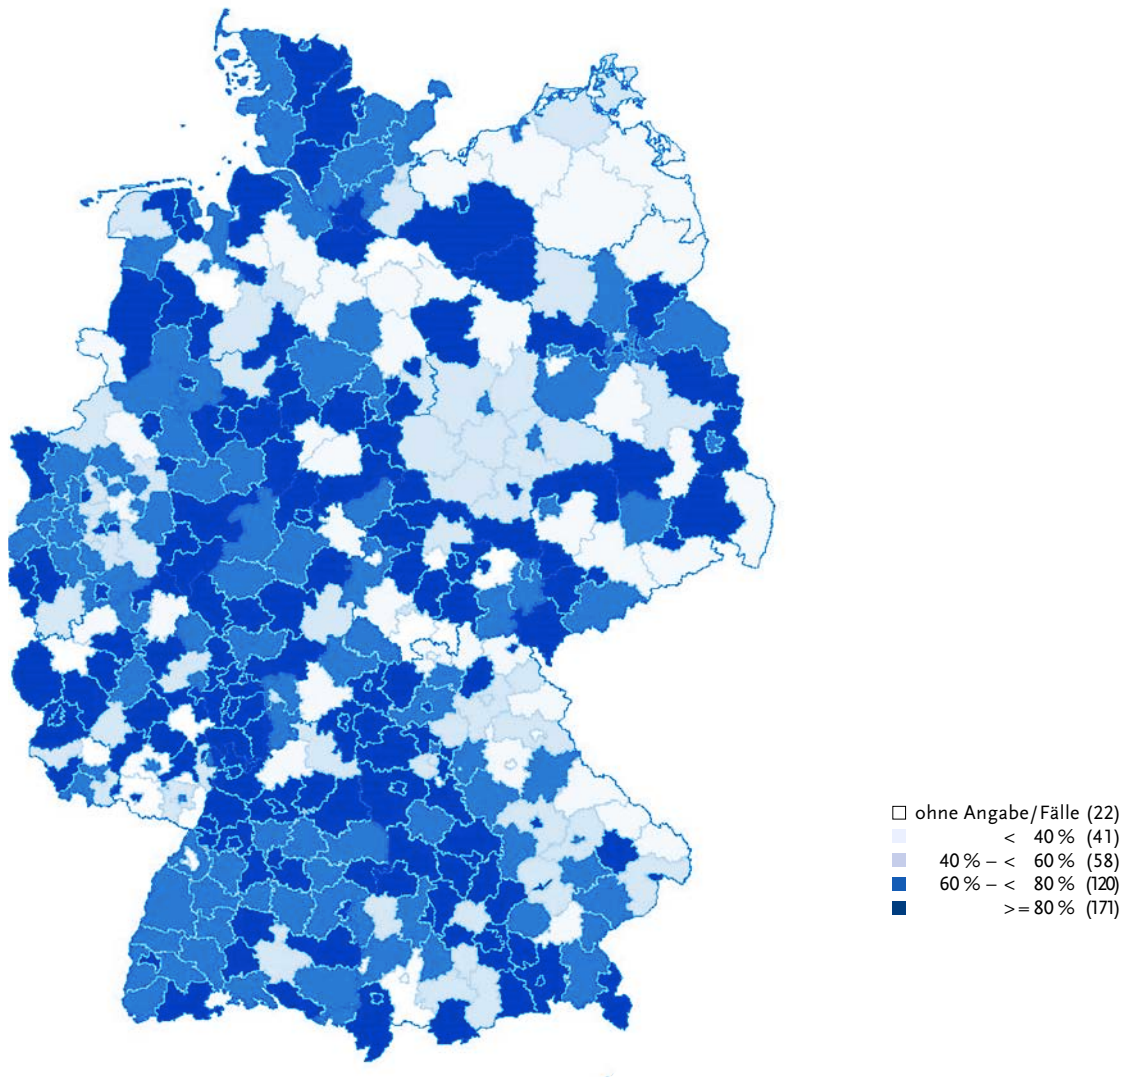 ohne Angabe/Fälle (22)
< 40 % (41)
40 % – < 60 % (58)
60 % – < 80 % (120)
>= 80 % (171)